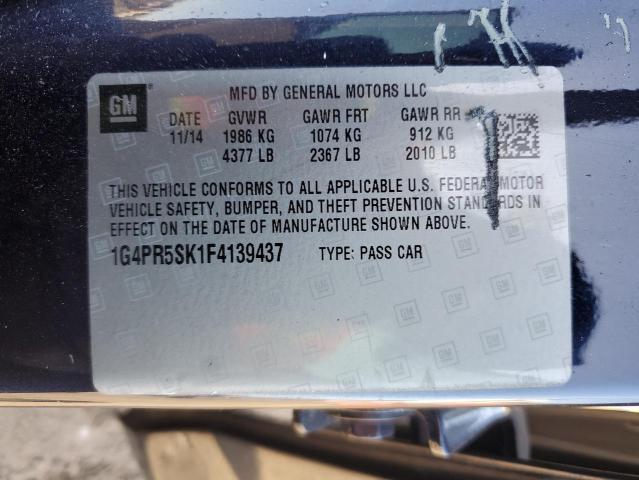 GM
MFD BY GENERAL MOTORS LLC
DATE GVWR GAWR FRT GAWR RR
11/14 1986 KG 1074 KG 912 KG
4377 LB 2367 LB 2010 LB
THIS VEHICLE CONFORMS TO ALL APPLICABLE U.S. FEDERAL MOTOR
VEHICLE SAFETY, BUMPER, AND THEFT PREVENTION STANDARDS IN
EFFECT ON THE DATE OF MANUFACTURE SHOWN ABOVE.
1G4PR5SK1F4139437 TYPE: PASS CAR